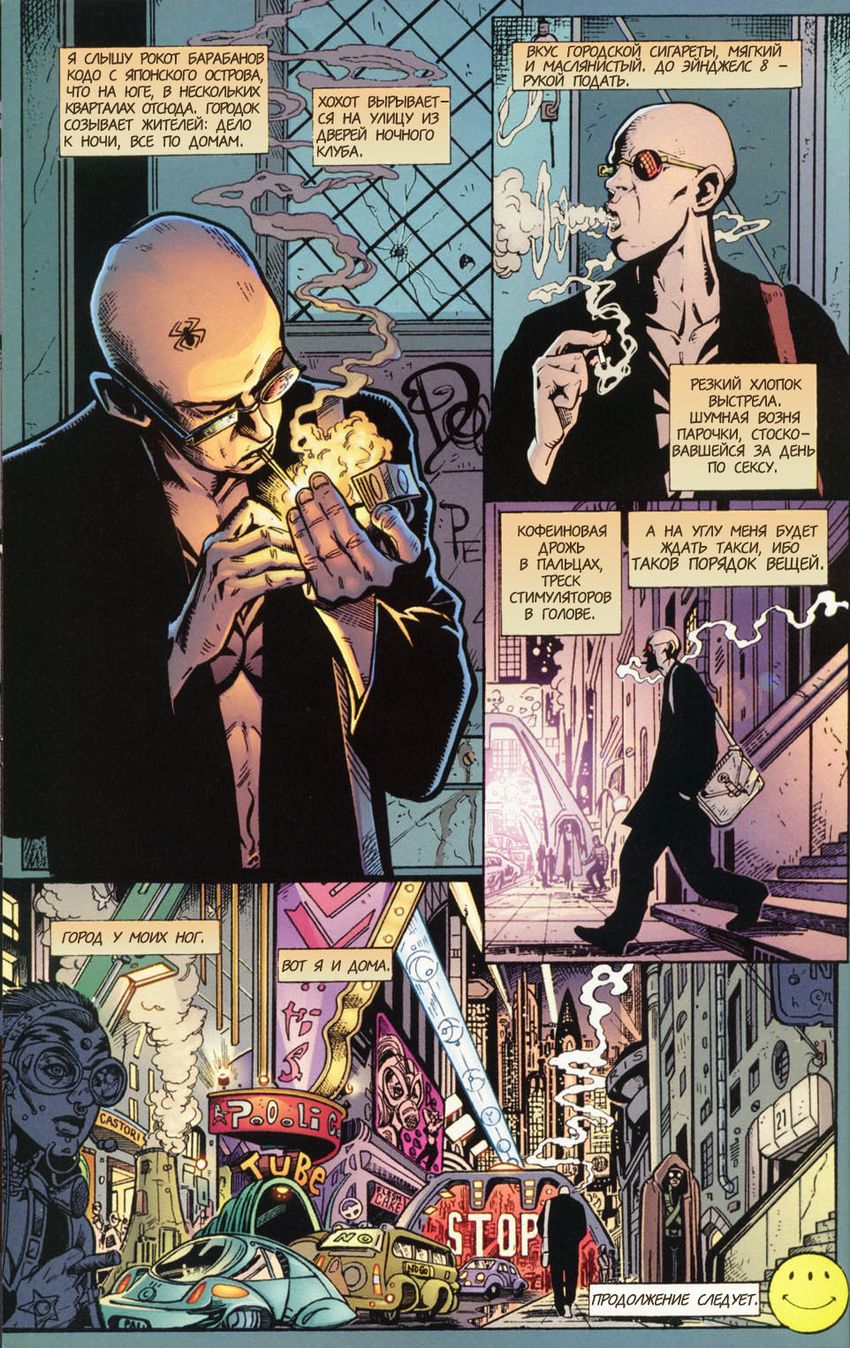 Я СЛЫШУ РОКОТ БАРАБАНОВ
КОДО С ЯПОНСКОГО ОСТРОВА,
ЧТО НА ЮГЕ, В НЕСКОЛЬКИХ
КВАРТАЛАХ ОТСЮДА. ГОРОДОК
СОЗЫВАЕТ ЖИТЕЛЕЙ: ДЕЛО
К НОЧИ, ВСЕ ПО ДОМАМ.
ХОХОТ ВЫРЫВАЕТ-
СЯ НА УЛИЦУ ИЗ
ДВЕРЕЙ НОЧНОГО
КЛУБА.
ВКУС ГОРОДСКОЙ СИГАРЕТЫ, МЯГКИЙ
И МАСЛЯНИСТЫЙ. ДО ЭЙНДЖЕЛС 8 –
РУКОЙ ПОДАТЬ.
РЕЗКИЙ ХЛОПОК
ВЫСТРЕЛА.
ШУМНАЯ ВОЗНЯ
ПАРОЧКИ, СТОСКО-
ВАВШЕЙСЯ ЗА ДЕНЬ
ПО СЕКСУ.
КОФЕИНОВАЯ
ДРОЖЬ
В ПАЛЬЦАХ,
ТРЕСК
СТИМУЛЯТОРОВ
В ГОЛОВЕ.
А НА УГЛУ МЕНЯ БУДЕТ
ЖДАТЬ ТАКСИ, ИБО
ТАКОВ ПОРЯДОК ВЕЩЕЙ.
ГОРОД У МОИХ НОГ.
ВОТ Я И ДОМА.
CASTORI
TUBE
FLESH
CAKE
STOP
NO
NO GO
21
ПРОДОЛЖЕНИЕ СЛЕДУЕТ.